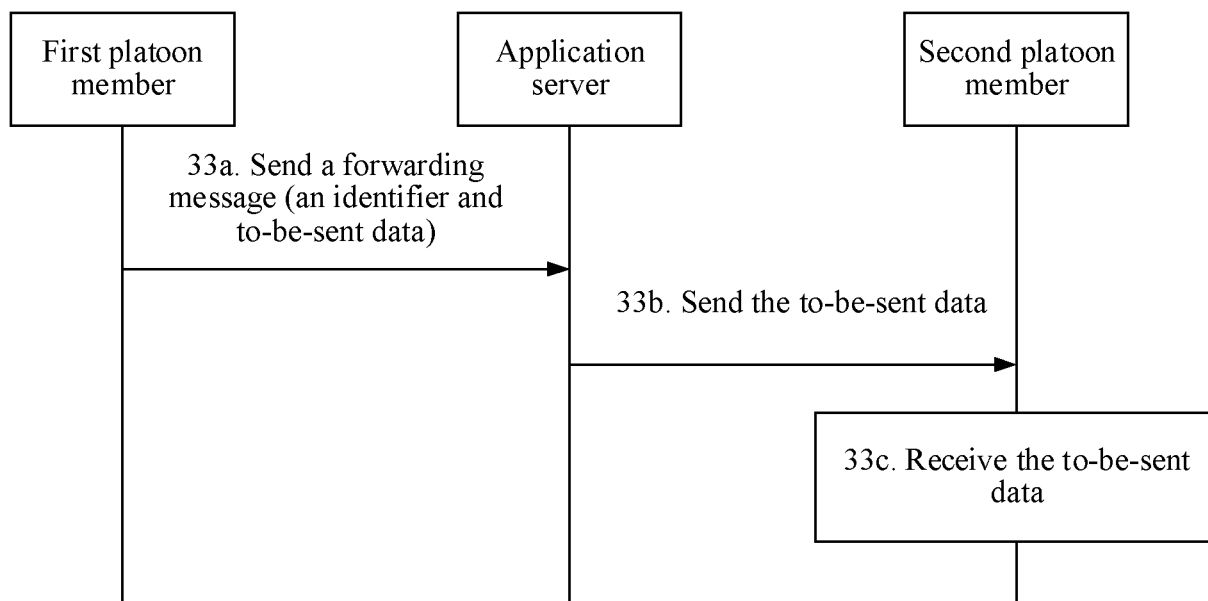 First platoon
member
Application
server
Second platoon
member
33a. Send a forwarding
message (an identifier and
to-be-sent data)
33b. Send the to-be-sent data
33c. Receive the to-be-sent
data